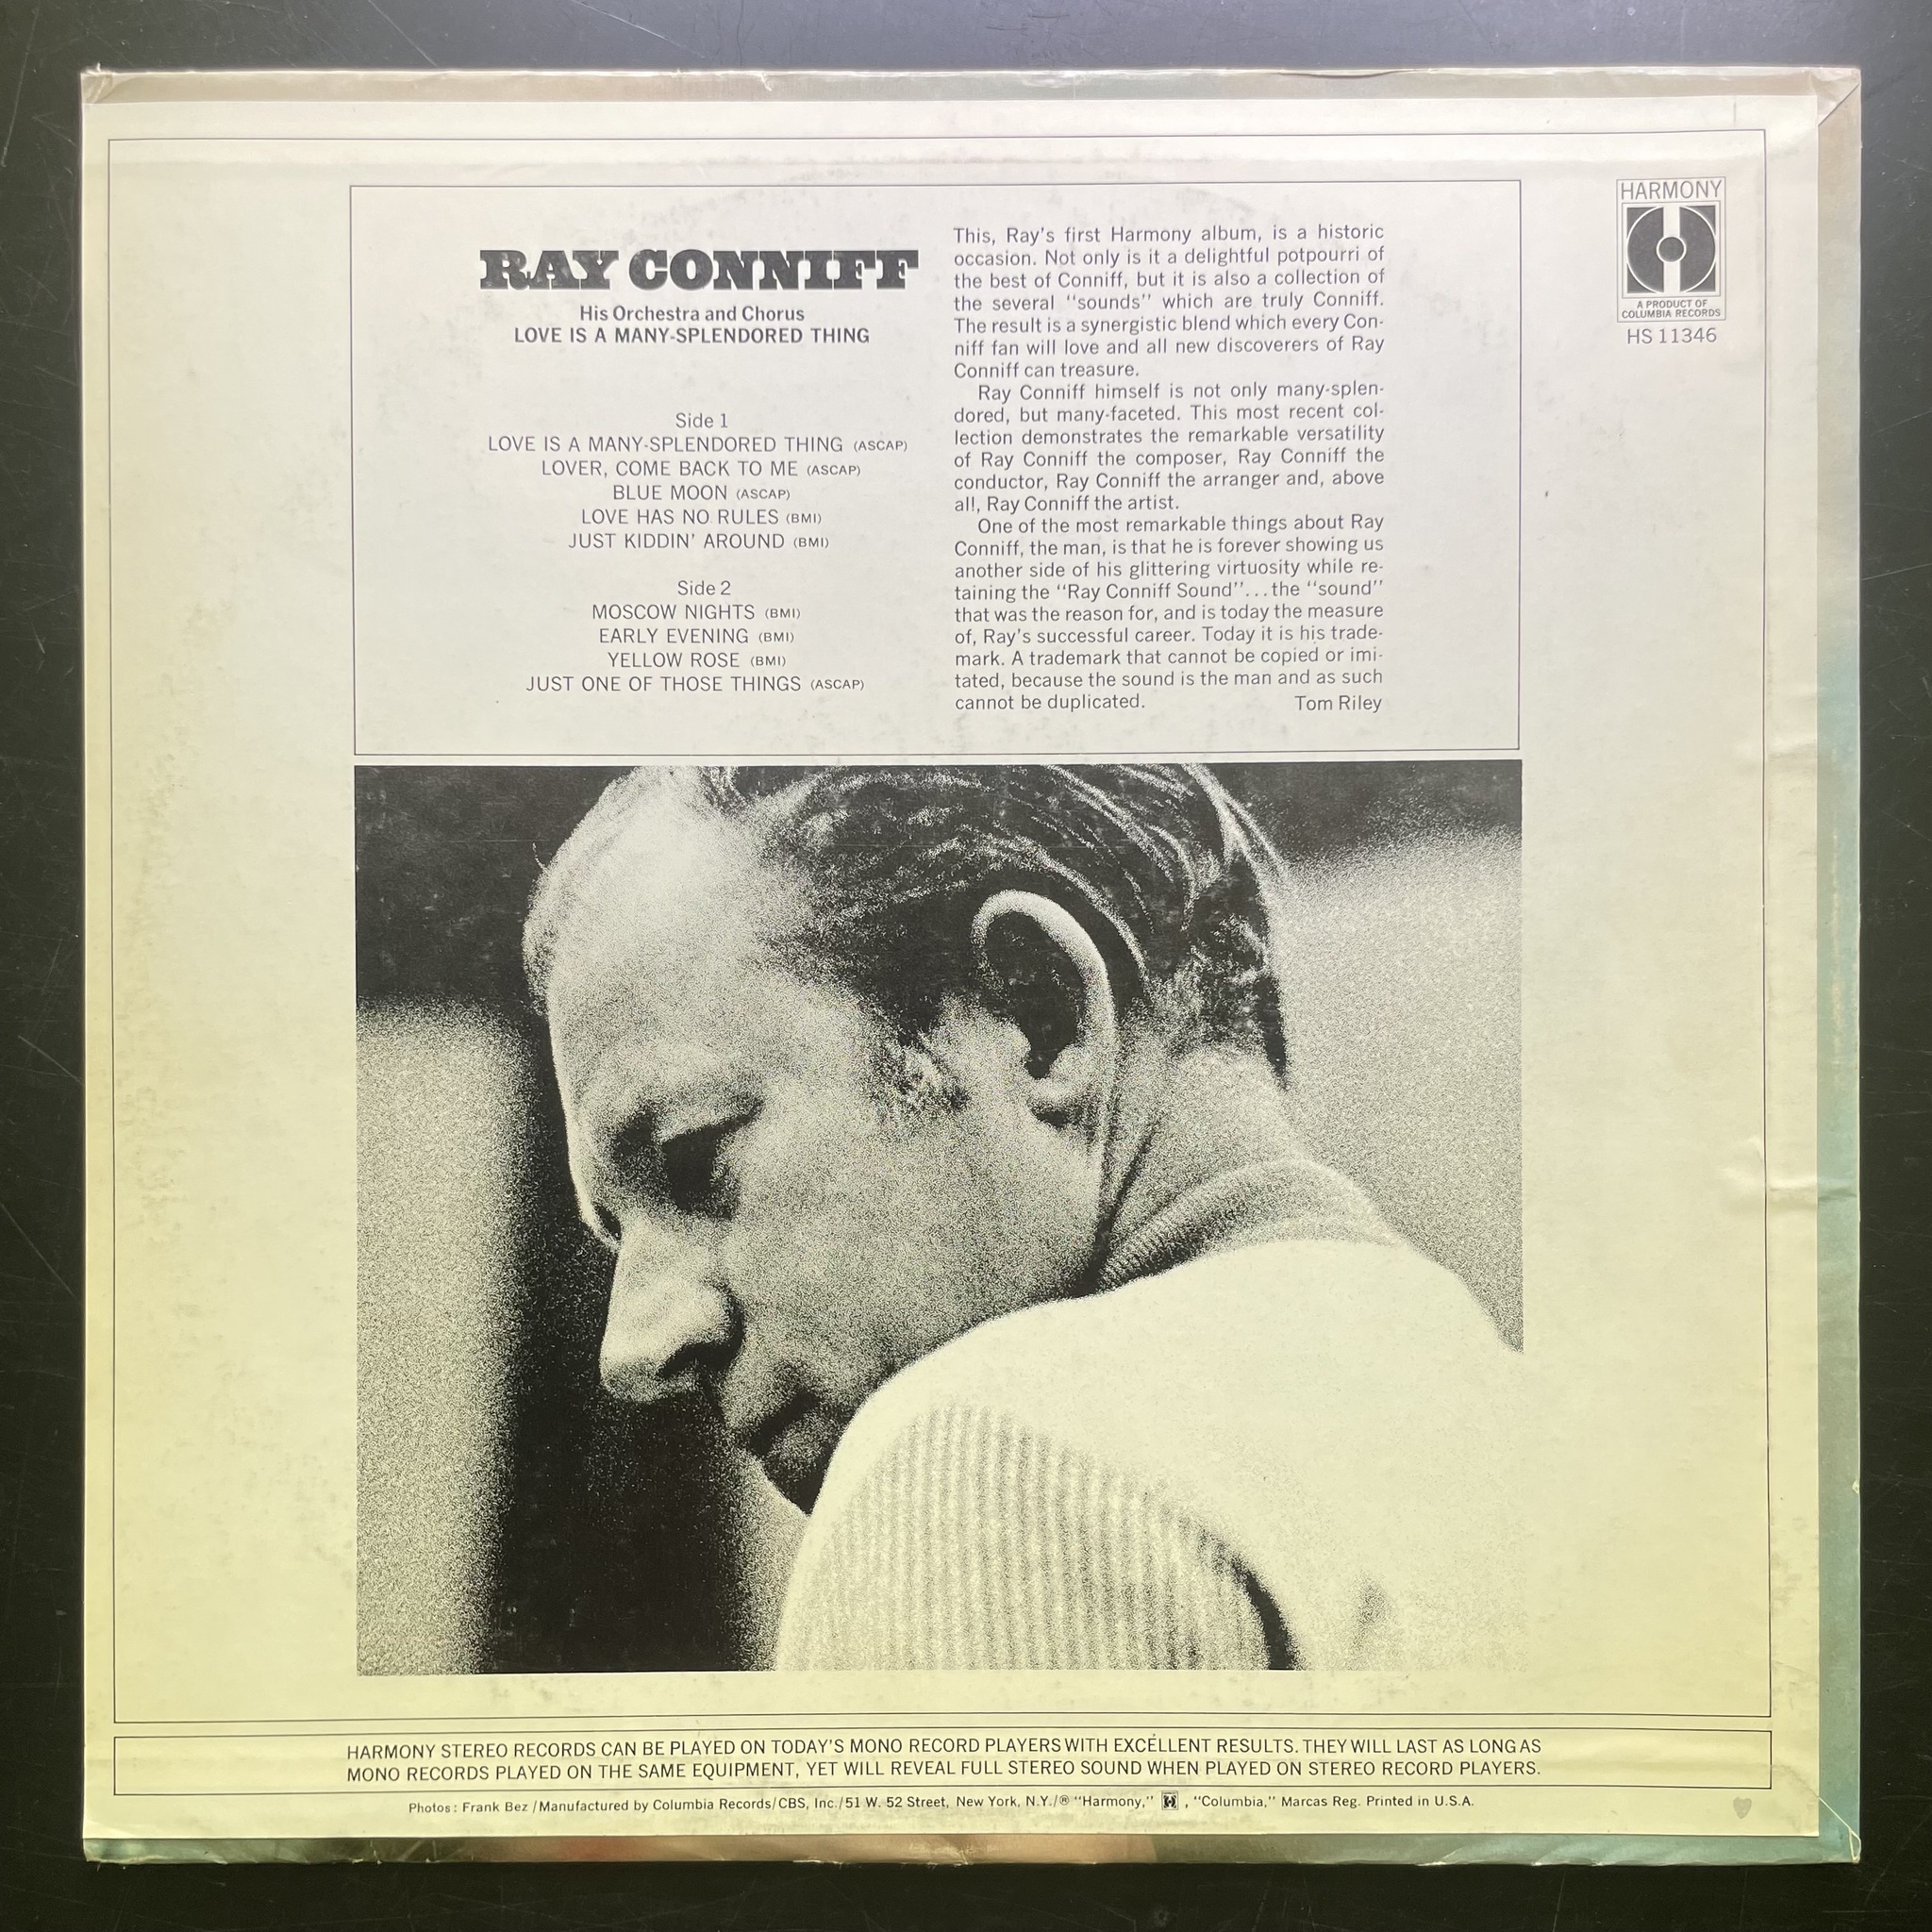 RAY CONNIFF
His Orchestra and Chorus
LOVE IS A MANY-SPLENDORED THING
Side 1
LOVE IS A MANY-SPLENDORED THING (ASCAP)
LOVER, COME BACK TO ME (ASCAP)
BLUE MOON (ASCAP)
LOVE HAS NO RULES (BMI)
JUST KIDDIN' AROUND (BMI)
Side 2
MOSCOW NIGHTS (BMI)
EARLY EVENING (BMI)
YELLOW ROSE (BMI)
JUST ONE OF THOSE THINGS (ASCAP)
This, Ray's first Harmony album, is a historic
occasion. Not only is it a delightful potpourri of
the best of Conniff, but it is also a collection of
the several "sounds" which are truly Conniff.
The result is a synergistic blend which every Con-
niff fan will love and all new discoverers of Ray
Conniff can treasure.
Ray Conniff himself is not only many-splen-
dored, but many-faceted. This most recent col-
lection demonstrates the remarkable versatility
of Ray Conniff the composer, Ray Conniff the
conductor, Ray Conniff the arranger and, above
all, Ray Conniff the artist.
One of the most remarkable things about Ray
Conniff, the man, is that he is forever showing us
another side of his glittering virtuosity while re-
taining the "Ray Conniff Sound"...the "sound"
that was the reason for, and is today the measure
of, Ray's successful career. Today it is his trade-
mark. A trademark that cannot be copied or imi-
tated, because the sound is the man and as such
cannot be duplicated. Tom Riley
HARMONY
A PRODUCT OF
COLUMBIA RECORDS
HS 11346
HARMONY STEREO RECORDS CAN BE PLAYED ON TODAY'S MONO RECORD PLAYERS WITH EXCELLENT RESULTS. THEY WILL LAST AS LONG AS
MONO RECORDS PLAYED ON THE SAME EQUIPMENT, YET WILL REVEAL FULL STEREO SOUND WHEN PLAYED ON STEREO RECORD PLAYERS.
Photos: Frank Bez /Manufactured by Columbia Records/CBS, Inc./51 W. 52 Street, New York, N.Y./® "Harmony," H , "Columbia," Marcas Reg. Printed in U.S.A.